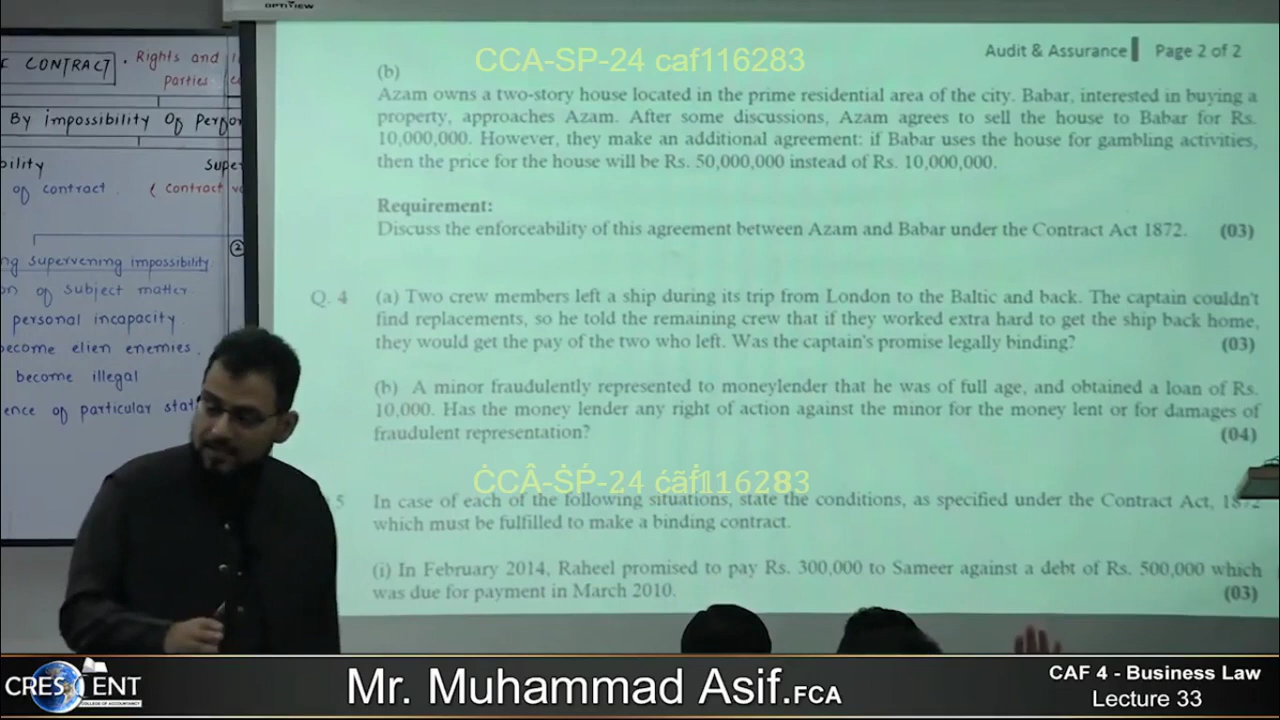 OPTIVIEW
CONTRACT
. Rights and
parties
By impossibility Of
of contract.
( Contract
②
supervening impossibility
of subject matter
personal incapacity.
become elien enemies.
become illegal
of particular
CCA-SP-24 caf116283
Audit & Assurance | Page 2 of 2
(b)
Azam owns a two-story house located in the prime residential area of the city. Babar, interested in buying a
property, approaches Azam. After some discussions, Azam agrees to sell the house to Babar for Rs.
10,000,000. However, they make an additional agreement: if Babar uses the house for gambling activities,
then the price for the house will be Rs. 50,000,000 instead of Rs. 10,000,000.
Requirement:
Discuss the enforceability of this agreement between Azam and Babar under the Contract Act 1872. (03)
Q. 4 (a) Two crew members left a ship during its trip from London to the Baltic and back. The captain couldn't
find replacements, so he told the remaining crew that if they worked extra hard to get the ship back home,
they would get the pay of the two who left. Was the captain's promise legally binding? (03)
(b) A minor fraudulently represented to moneylender that he was of full age, and obtained a loan of Rs.
10,000. Has the money lender any right of action against the minor for the money lent or for damages of
fraudulent representation? (04)
ĊCÂ-ṠṔ-24 ćãḟ116283
5 In case of each of the following situations, state the conditions, as specified under the Contract Act, 1872
which must be fulfilled to make a binding contract.
(i) In February 2014, Raheel promised to pay Rs. 300,000 to Sameer against a debt of Rs. 500,000 which
was due for payment in March 2010. (03)
CRESCENT
COLLEGE OF ACCOUNTANCY
Mr. Muhammad Asif.FCA
CAF 4 - Business Law
Lecture 33